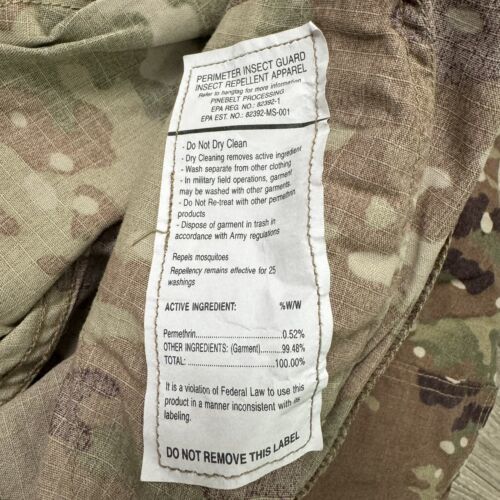 PERIMETER INSECT GUARD
INSECT REPELLENT APPAREL
Refer to hangtag for more information
PINEBELT PROCESSING
EPA REG. NO.: 82392-1
EPA EST. NO.: 82392-MS-001
- Do Not Dry Clean
- Dry Cleaning removes active ingredient
- Wash separate from other clothing
- In military field operations, garment
may be washed with other garments.
- Do Not Re-treat with other permethrin
products
- Dispose of garment in trash in
accordance with Army regulations
Repels mosquitoes
Repellency remains effective for 25
washings
ACTIVE INGREDIENT: %W/W
Permethrin............................0.52%
OTHER INGREDIENTS: (Garment).....99.48%
TOTAL:............................100.00%
It is a violation of Federal Law to use this
product in a manner inconsistent with its
labeling.
DO NOT REMOVE THIS LABEL